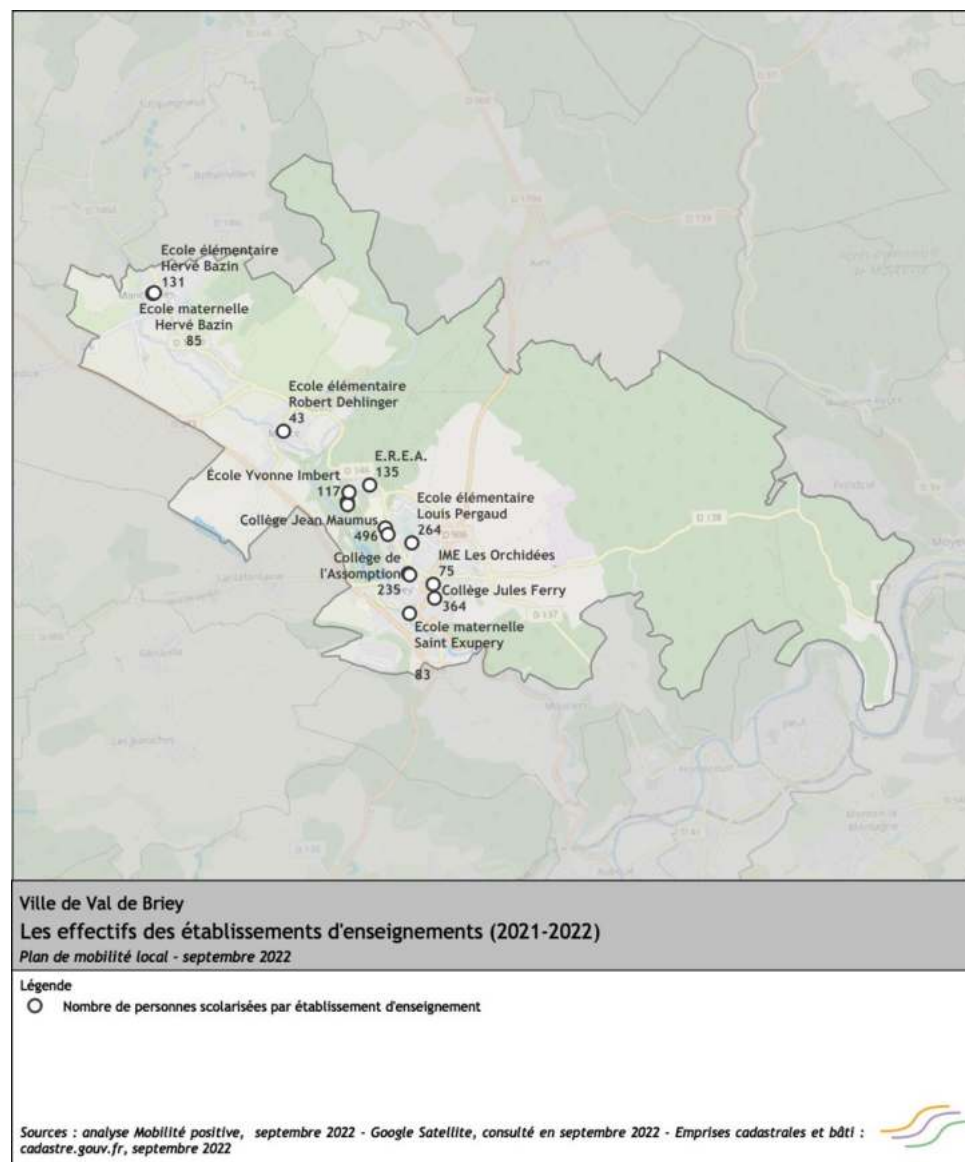 Ecole élémentaire
Hervé Bazin
131
Ecole maternelle
Hervé Bazin
85
Ecole élémentaire
Robert Dehlinger
43
E.R.E.A.
135
École Yvonne Imbert
117
Ecole élémentaire
Louis Pergaud
264
Collège Jean Maumus
496
IME Les Orchidées
75
Collège de
l'Assomption
235
Collège Jules Ferry
364
Ecole maternelle
Saint Exupery
83
D 139
D 138
D 137
Ville de Val de Briey
Les effectifs des établissements d'enseignements (2021-2022)
Plan de mobilité local - septembre 2022
Légende
Nombre de personnes scolarisées par établissement d'enseignement
Sources : analyse Mobilité positive, septembre 2022 - Google Satellite, consulté en septembre 2022 - Emprises cadastrales et bâti :
cadastre.gouv.fr, septembre 2022